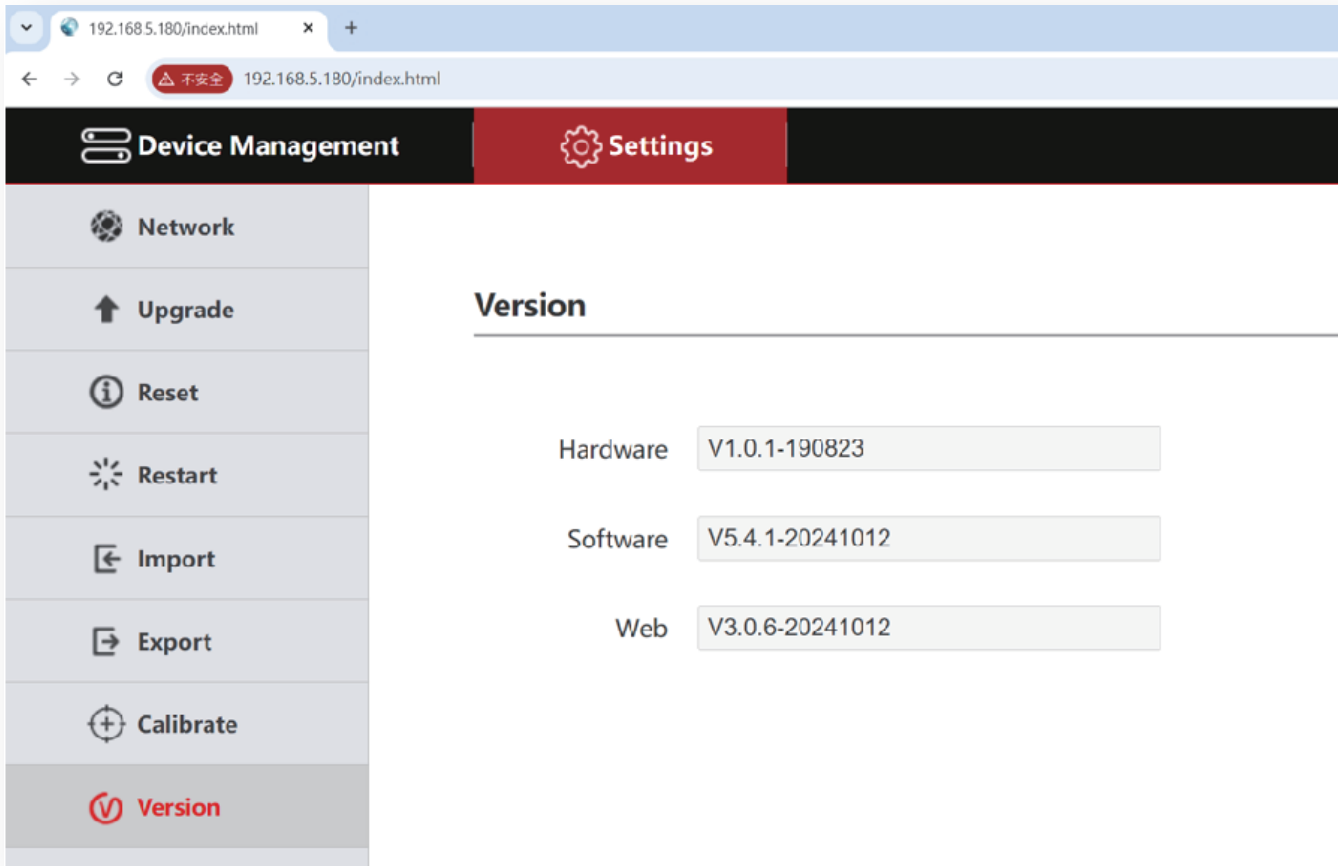 192.168.5.180/index.html
不安全 192.168.5.180/index.html
Device Management Settings
Network
Upgrade
Reset
Restart
Import
Export
Calibrate
Version
Version
Hardware V1.0.1-190823
Software V5.4.1-20241012
Web V3.0.6-20241012